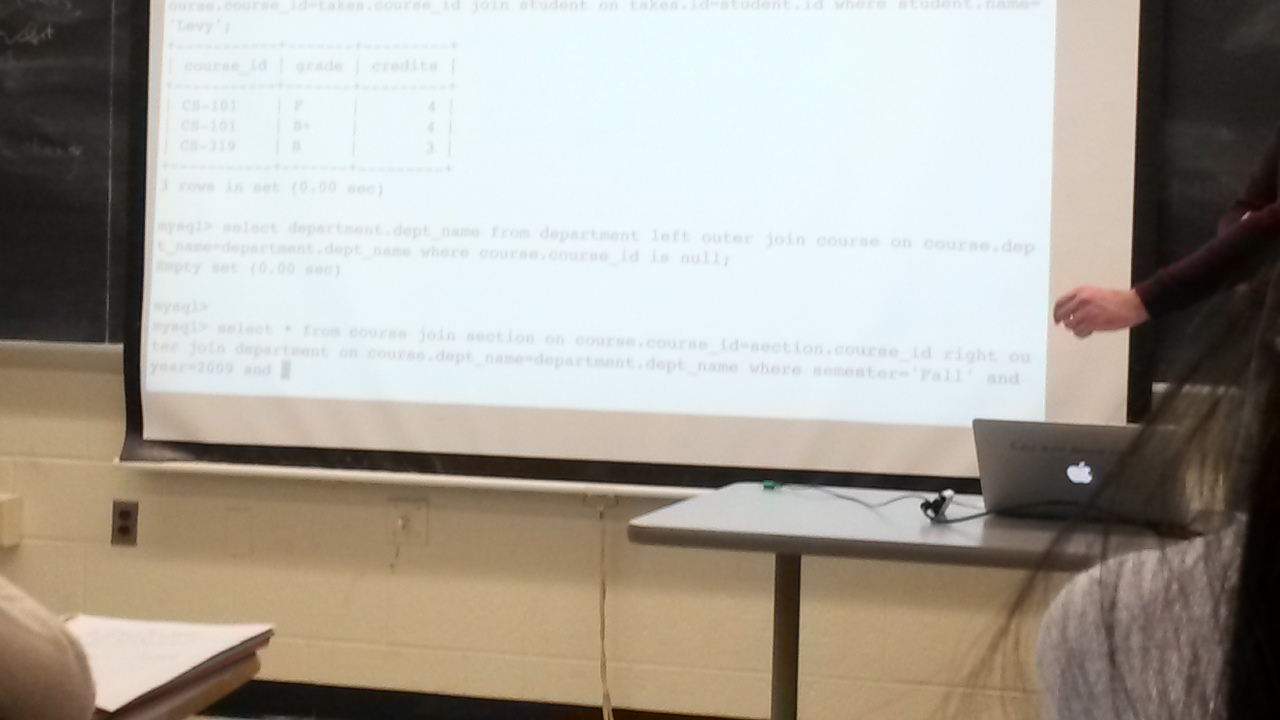 ourse.course_id=takes.course_id join student on takes.id=student.id where student.name=
'Levy';
+-----------+-------+---------+
| course_id | grade | credits |
+-----------+-------+---------+
| CS-101 | F | 4 |
| CS-101 | B+ | 4 |
| CS-319 | B | 3 |
+-----------+-------+---------+
3 rows in set (0.00 sec)
mysql> select department.dept_name from department left outer join course on course.dep
t_name=department.dept_name where course.course_id is null;
Empty set (0.00 sec)
mysql>
mysql> select * from course join section on course.course_id=section.course_id right ou
ter join department on course.dept_name=department.dept_name where semester='Fall' and
year=2009 and